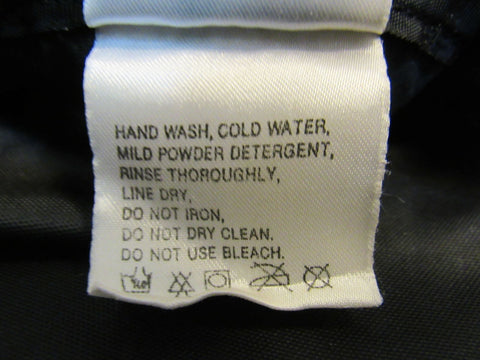 HAND WASH, COLD WATER,
MILD POWDER DETERGENT,
RINSE THOROUGHLY,
LINE DRY,
DO NOT IRON,
DO NOT DRY CLEAN.
DO NOT USE BLEACH.